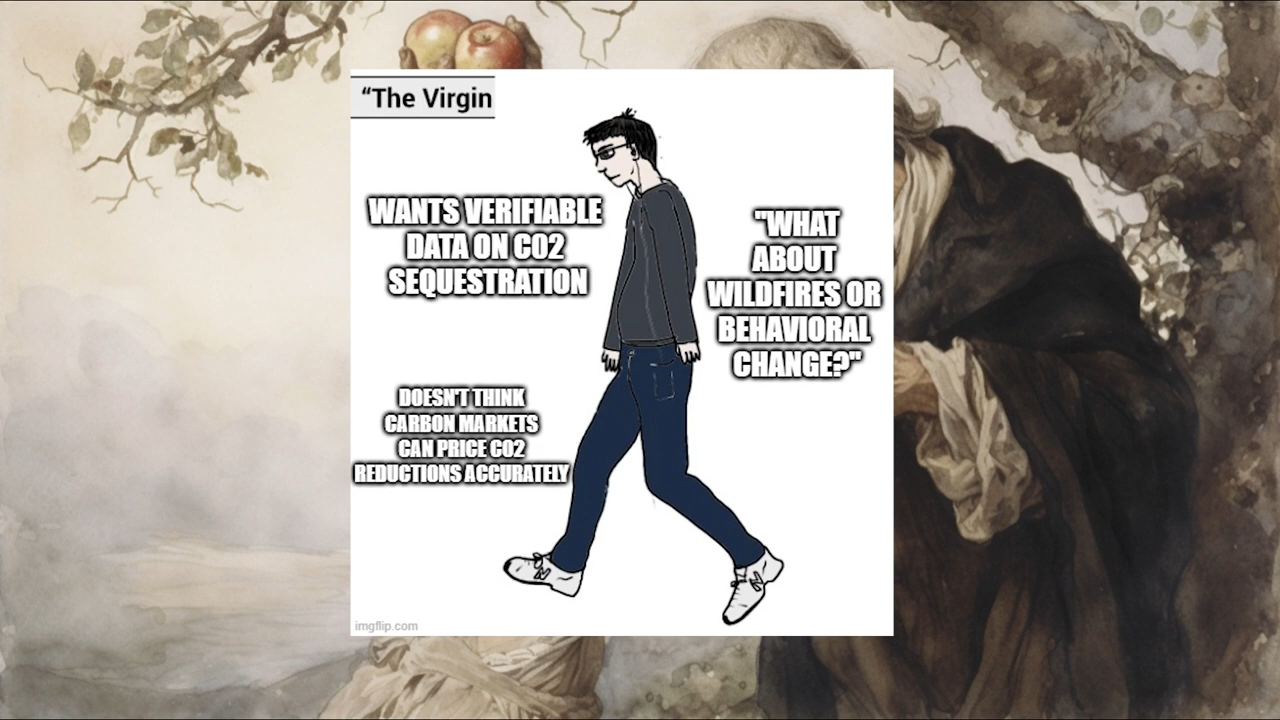 “The Virgin
WANTS VERIFIABLE
DATA ON CO2
SEQUESTRATION
"WHAT
ABOUT
WILDFIRES OR
BEHAVIORAL
CHANGE?"
DOESN'T THINK
CARBON MARKETS
CAN PRICE CO2
REDUCTIONS ACCURATELY
imgflip.com